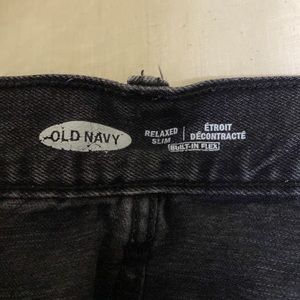 OLD NAVY
RELAXED
SLIM
ÉTROIT
DÉCONTRACTÉ
BUILT-IN FLEX